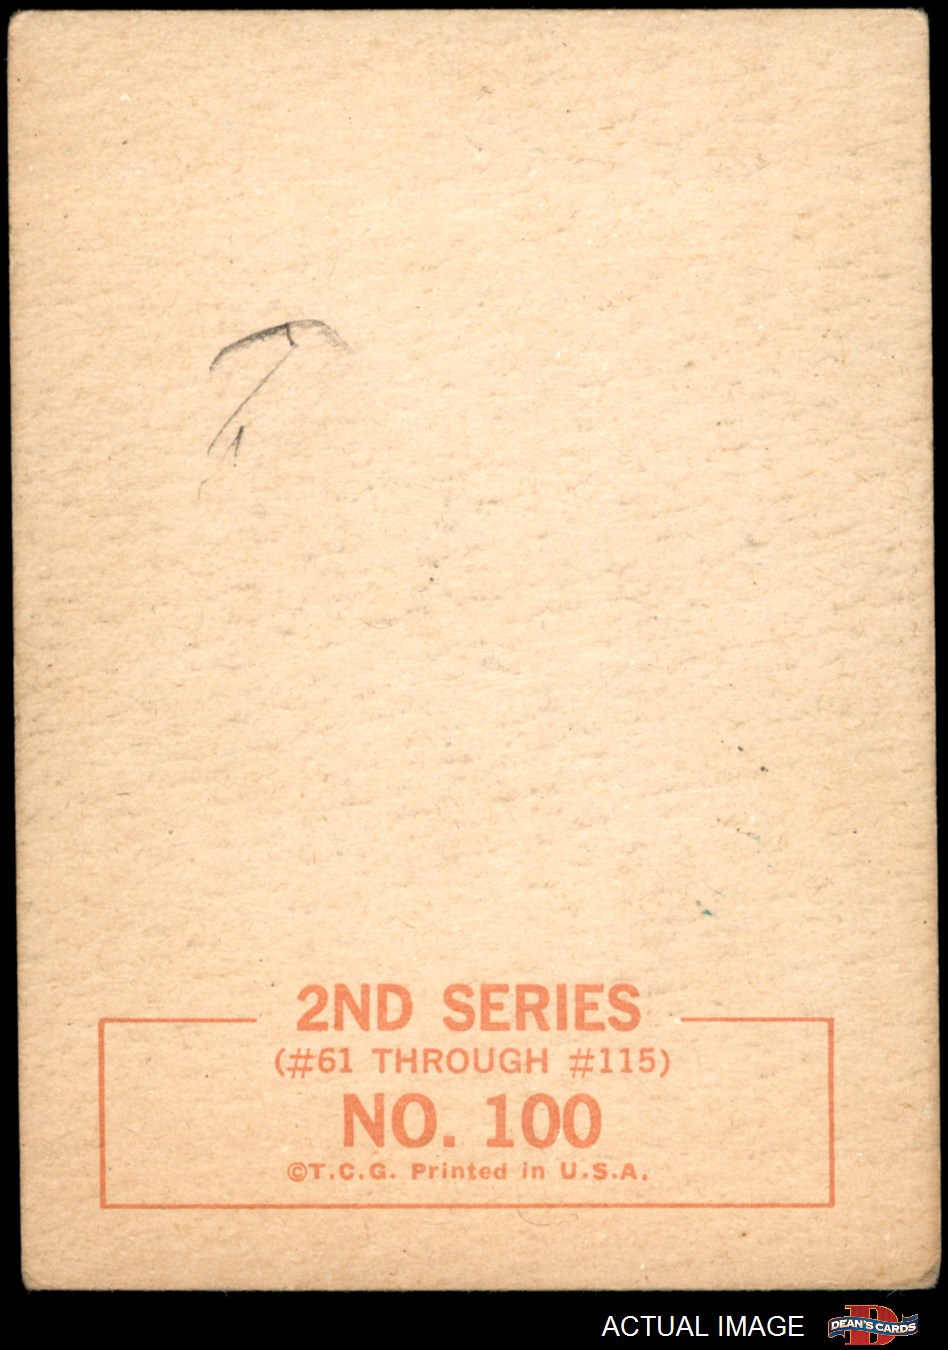 2ND SERIES
(#61 THROUGH #115)
NO. 100
©T.C.G. Printed in U.S.A.
ACTUAL IMAGE
DEAN'S CARDS